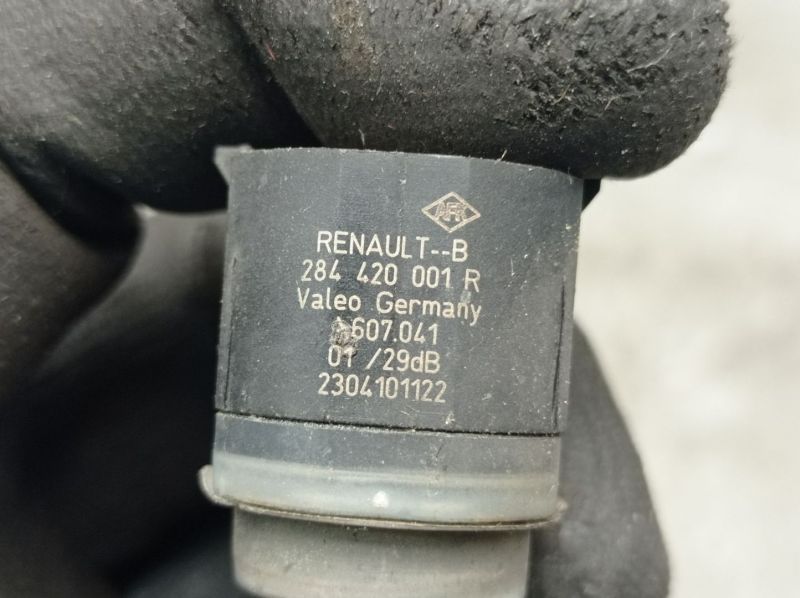 RENAULT--B
284 420 001 R
Valeo Germany
607.041
01 /29dB
2304101122